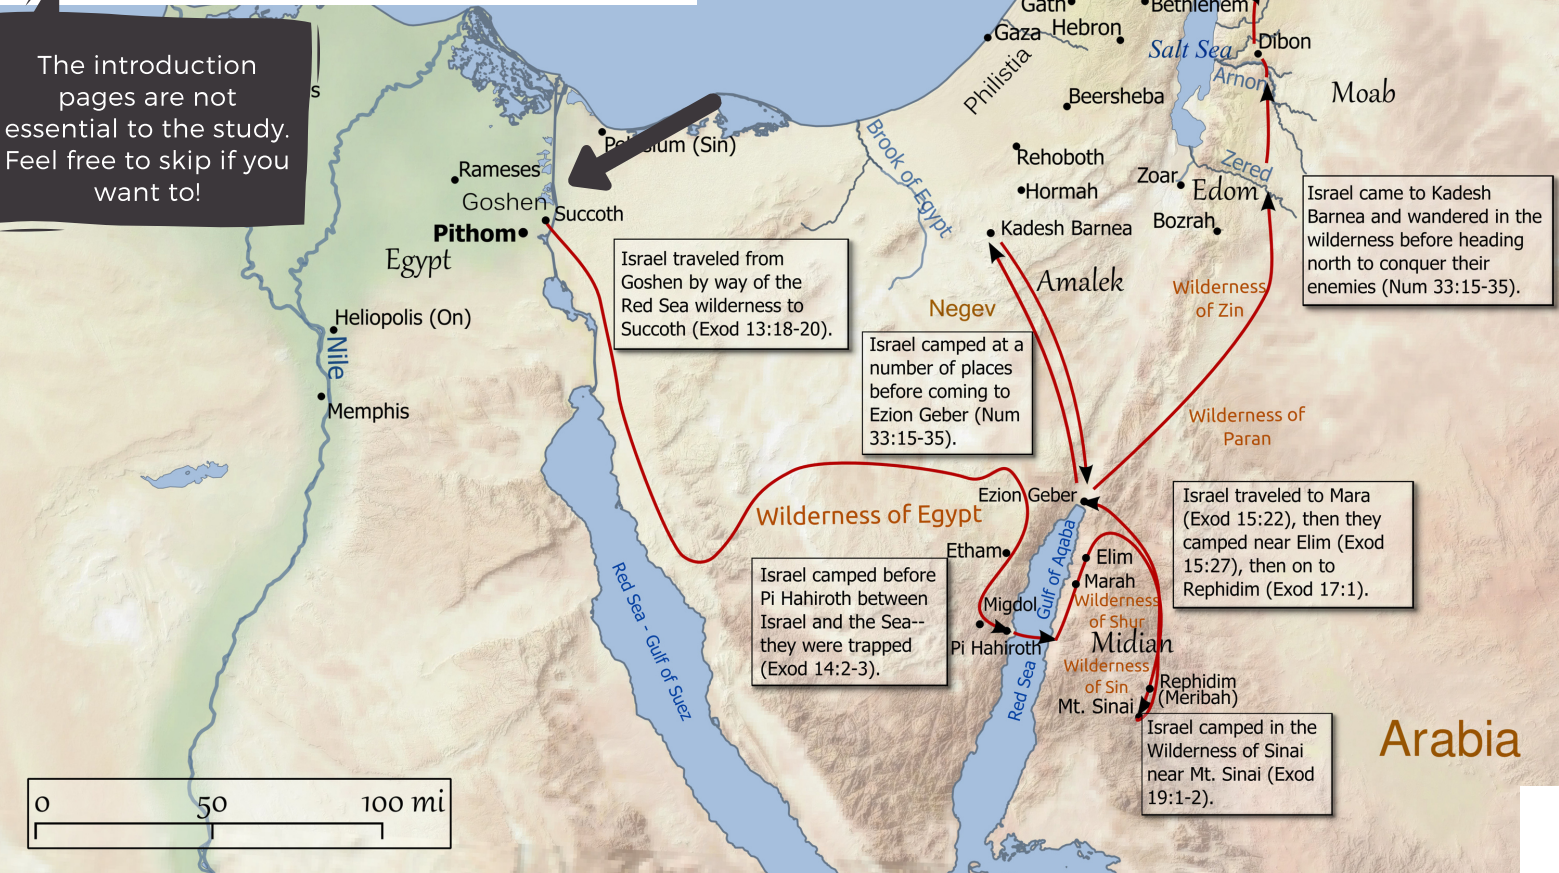 The introduction
pages are not
essential to the study.
Feel free to skip if you
want to!
s
Gath
Bethlehem
Gaza
Hebron
Dibon
Salt Sea
Arnon
Philistia
Moab
Beersheba
(Sin)
Brook of Egypt
Rehoboth
Zered
Rameses
Zoar
Edom
Hormah
Goshen
Succoth
Bozrah
Pithom
Kadesh Barnea
Egypt
Amalek
Israel came to Kadesh
Barnea and wandered in the
wilderness before heading
north to conquer their
enemies (Num 33:15-35).
Israel traveled from
Goshen by way of the
Red Sea wilderness to
Succoth (Exod 13:18-20).
Wilderness
of Zin
Negev
Heliopolis (On)
Nile
Israel camped at a
number of places
before coming to
Ezion Geber (Num
33:15-35).
Memphis
Wilderness of
Paran
Ezion Geber
Wilderness of Egypt
Israel traveled to Mara
(Exod 15:22), then they
camped near Elim (Exod
15:27), then on to
Rephidim (Exod 17:1).
Etham
Gulf of Aqaba
Elim
Marah
Red Sea - Gulf of Suez
Israel camped before
Pi Hahiroth between
Israel and the Sea--
they were trapped
(Exod 14:2-3).
Migdol
Wilderness
of Shur
Pi Hahiroth
Midian
Red Sea
Wilderness
of Sin
Rephidim
(Meribah)
Mt. Sinai
Israel camped in the
Wilderness of Sinai
near Mt. Sinai (Exod
19:1-2).
Arabia
0 50 100 mi